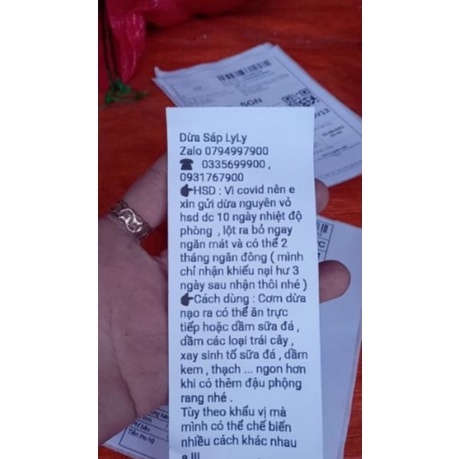 SGN
Dừa Sáp LyLy
Zalo 0794997900
☎ 0335699900 ,
0931767900
HSD : Vì covid nên e
xin gửi dừa nguyên vỏ
hsd dc 10 ngày nhiệt độ
phòng , lột ra bỏ ngay
ngăn mát và có thể 2
tháng ngăn đông ( mình
chỉ nhận khiếu nại hư 3
ngày sau nhận thôi nhé )
Cách dùng : Cơm dừa
nạo ra có thể ăn trực
tiếp hoặc dầm sữa đá ,
dầm các loại trái cây ,
xay sinh tố sữa đá , dầm
kem , thạch ... ngon hơn
khi có thêm đậu phộng
rang nhé .
Tùy theo khẩu vị mà
mình có thể chế biến
nhiều cách khác nhau